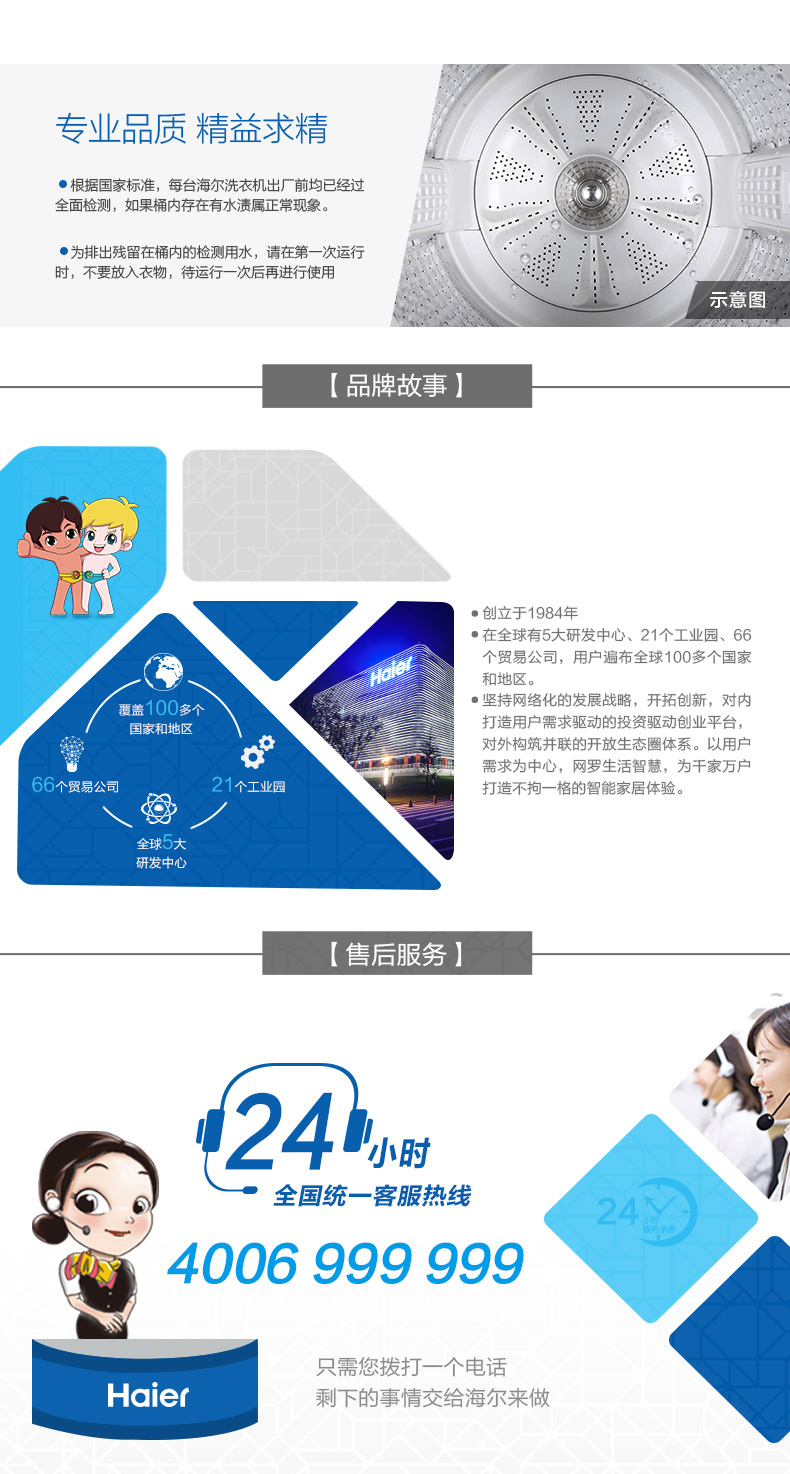 专业品质 精益求精
●根据国家标准，每台海尔洗衣机出厂前均已经过
全面检测，如果桶内存在有水渍属正常现象。
●为排出残留在桶内的检测用水，请在第一次运行
时，不要放入衣物，待运行一次后再进行使用
示意图
【 品牌故事 】
Haier
覆盖100多个
国家和地区
66个贸易公司
21个工业园
全球5大
研发中心
● 创立于1984年
● 在全球有5大研发中心、21个工业园、66
个贸易公司，用户遍布全球100多个国家
和地区。
● 坚持网络化的发展战略，开拓创新，对内
打造用户需求驱动的投资驱动创业平台，
对外构筑并联的开放生态圈体系。以用户
需求为中心，网罗生活智慧，为千家万户
打造不拘一格的智能家居体验。
【 售后服务 】
24小时
全国统一客服热线
4006 999 999
24小时
服务承诺
Haier
只需您拨打一个电话
剩下的事情交给海尔来做